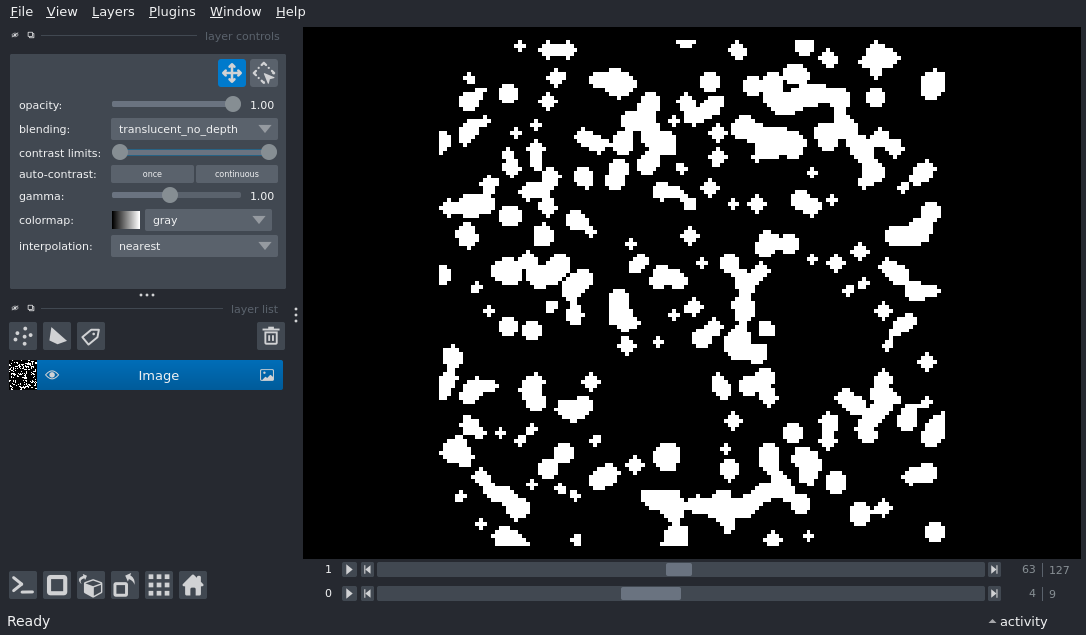 File View Layers Plugins Window Help
layer controls
opacity: 1.00
blending: translucent_no_depth
contrast limits:
auto-contrast: once continuous
gamma: 1.00
colormap: gray
interpolation: nearest
layer list
Image
1 63 127
0 4 9
Ready activity